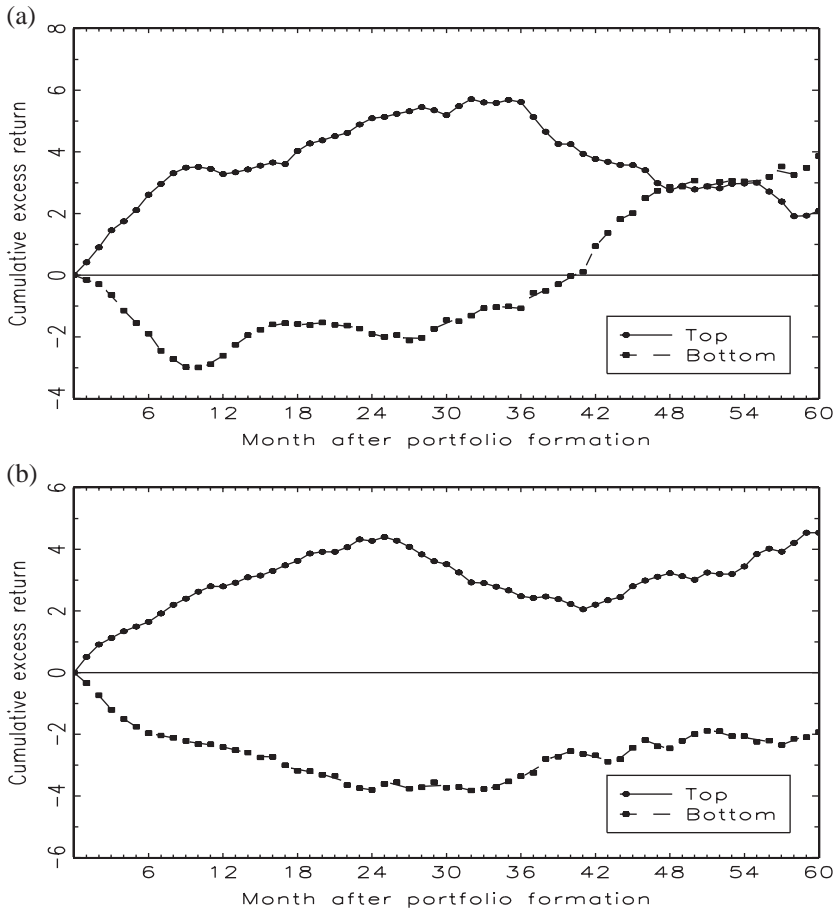 (a)
8
6
4
2
0
-2
-4
Cumulative excess return
Top
Bottom
6 12 18 24 30 36 42 48 54 60
Month after portfolio formation
(b)
6
4
2
0
-2
-4
-6
Cumulative excess return
Top
Bottom
6 12 18 24 30 36 42 48 54 60
Month after portfolio formation